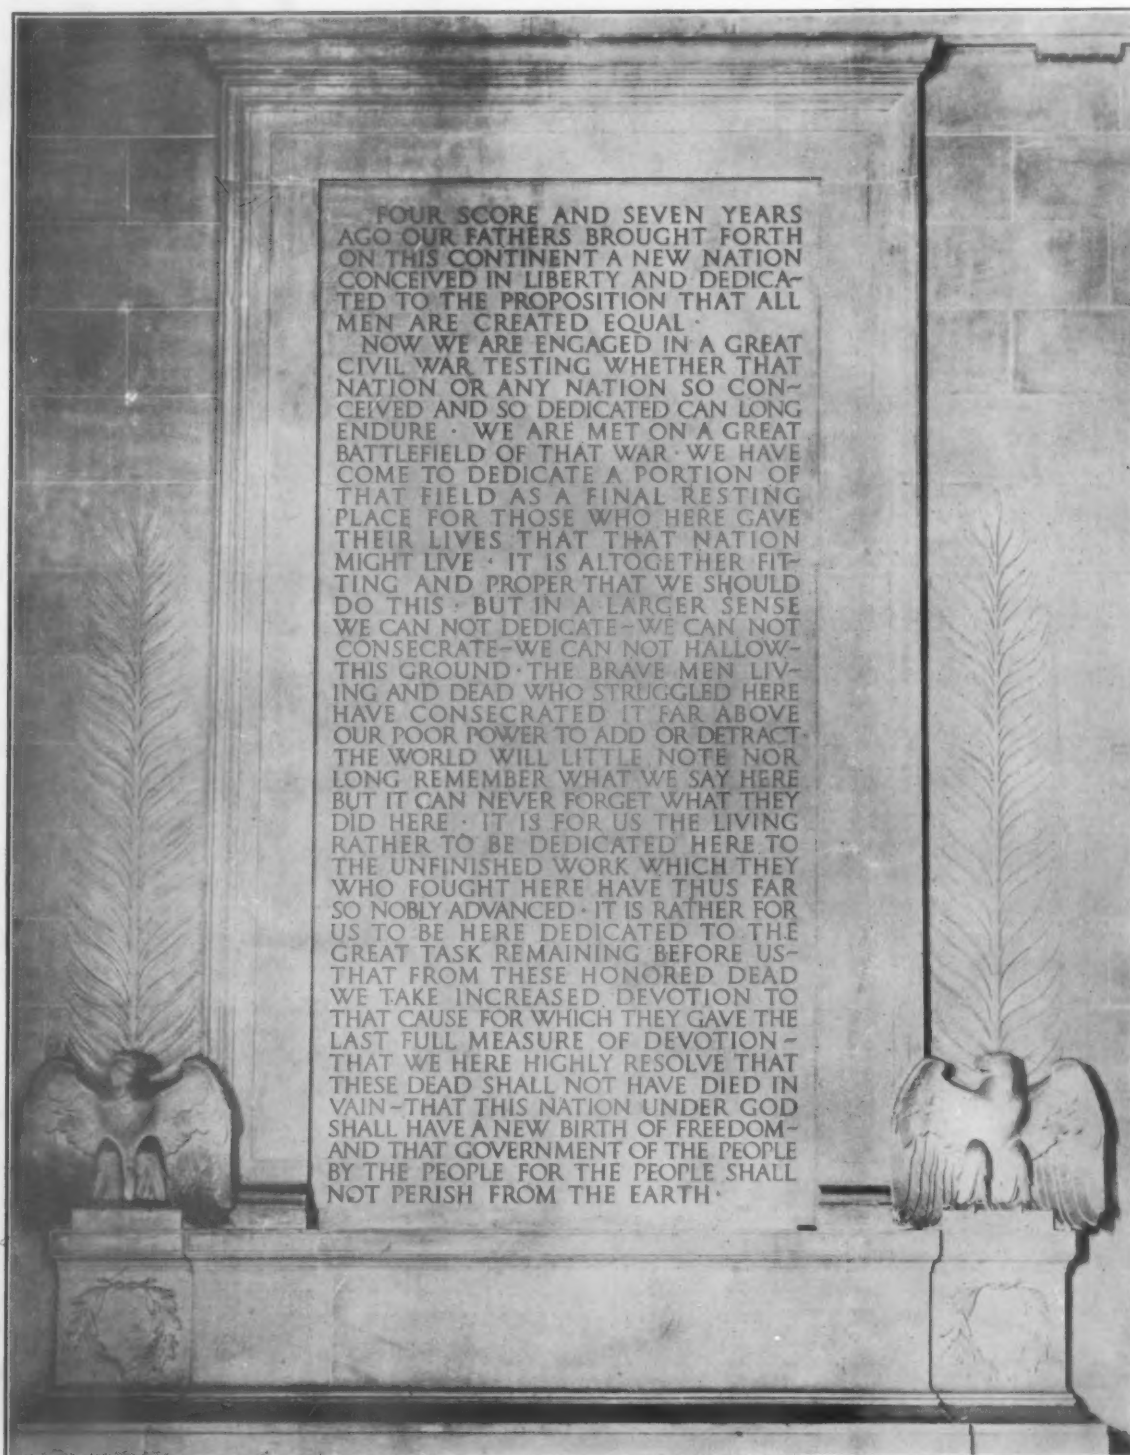 FOUR SCORE AND SEVEN YEARS
AGO OUR FATHERS BROUGHT FORTH
ON THIS CONTINENT A NEW NATION
CONCEIVED IN LIBERTY AND DEDICA~
TED TO THE PROPOSITION THAT ALL
MEN ARE CREATED EQUAL ·
NOW WE ARE ENGAGED IN A GREAT
CIVIL WAR TESTING WHETHER THAT
NATION OR ANY NATION SO CON~
CEIVED AND SO DEDICATED CAN LONG
ENDURE · WE ARE MET ON A GREAT
BATTLEFIELD OF THAT WAR · WE HAVE
COME TO DEDICATE A PORTION OF
THAT FIELD AS A FINAL RESTING
PLACE FOR THOSE WHO HERE GAVE
THEIR LIVES THAT THAT NATION
MIGHT LIVE · IT IS ALTOGETHER FIT~
TING AND PROPER THAT WE SHOULD
DO THIS · BUT IN A LARGER SENSE
WE CAN NOT DEDICATE~WE CAN NOT
CONSECRATE~WE CAN NOT HALLOW~
THIS GROUND · THE BRAVE MEN LIV~
ING AND DEAD WHO STRUGGLED HERE
HAVE CONSECRATED IT FAR ABOVE
OUR POOR POWER TO ADD OR DETRACT·
THE WORLD WILL LITTLE NOTE NOR
LONG REMEMBER WHAT WE SAY HERE
BUT IT CAN NEVER FORGET WHAT THEY
DID HERE · IT IS FOR US THE LIVING
RATHER TO BE DEDICATED HERE TO
THE UNFINISHED WORK WHICH THEY
WHO FOUGHT HERE HAVE THUS FAR
SO NOBLY ADVANCED · IT IS RATHER FOR
US TO BE HERE DEDICATED TO THE
GREAT TASK REMAINING BEFORE US~
THAT FROM THESE HONORED DEAD
WE TAKE INCREASED DEVOTION TO
THAT CAUSE FOR WHICH THEY GAVE THE
LAST FULL MEASURE OF DEVOTION~
THAT WE HERE HIGHLY RESOLVE THAT
THESE DEAD SHALL NOT HAVE DIED IN
VAIN~THAT THIS NATION UNDER GOD
SHALL HAVE A NEW BIRTH OF FREEDOM~
AND THAT GOVERNMENT OF THE PEOPLE
BY THE PEOPLE FOR THE PEOPLE SHALL
NOT PERISH FROM THE EARTH ·